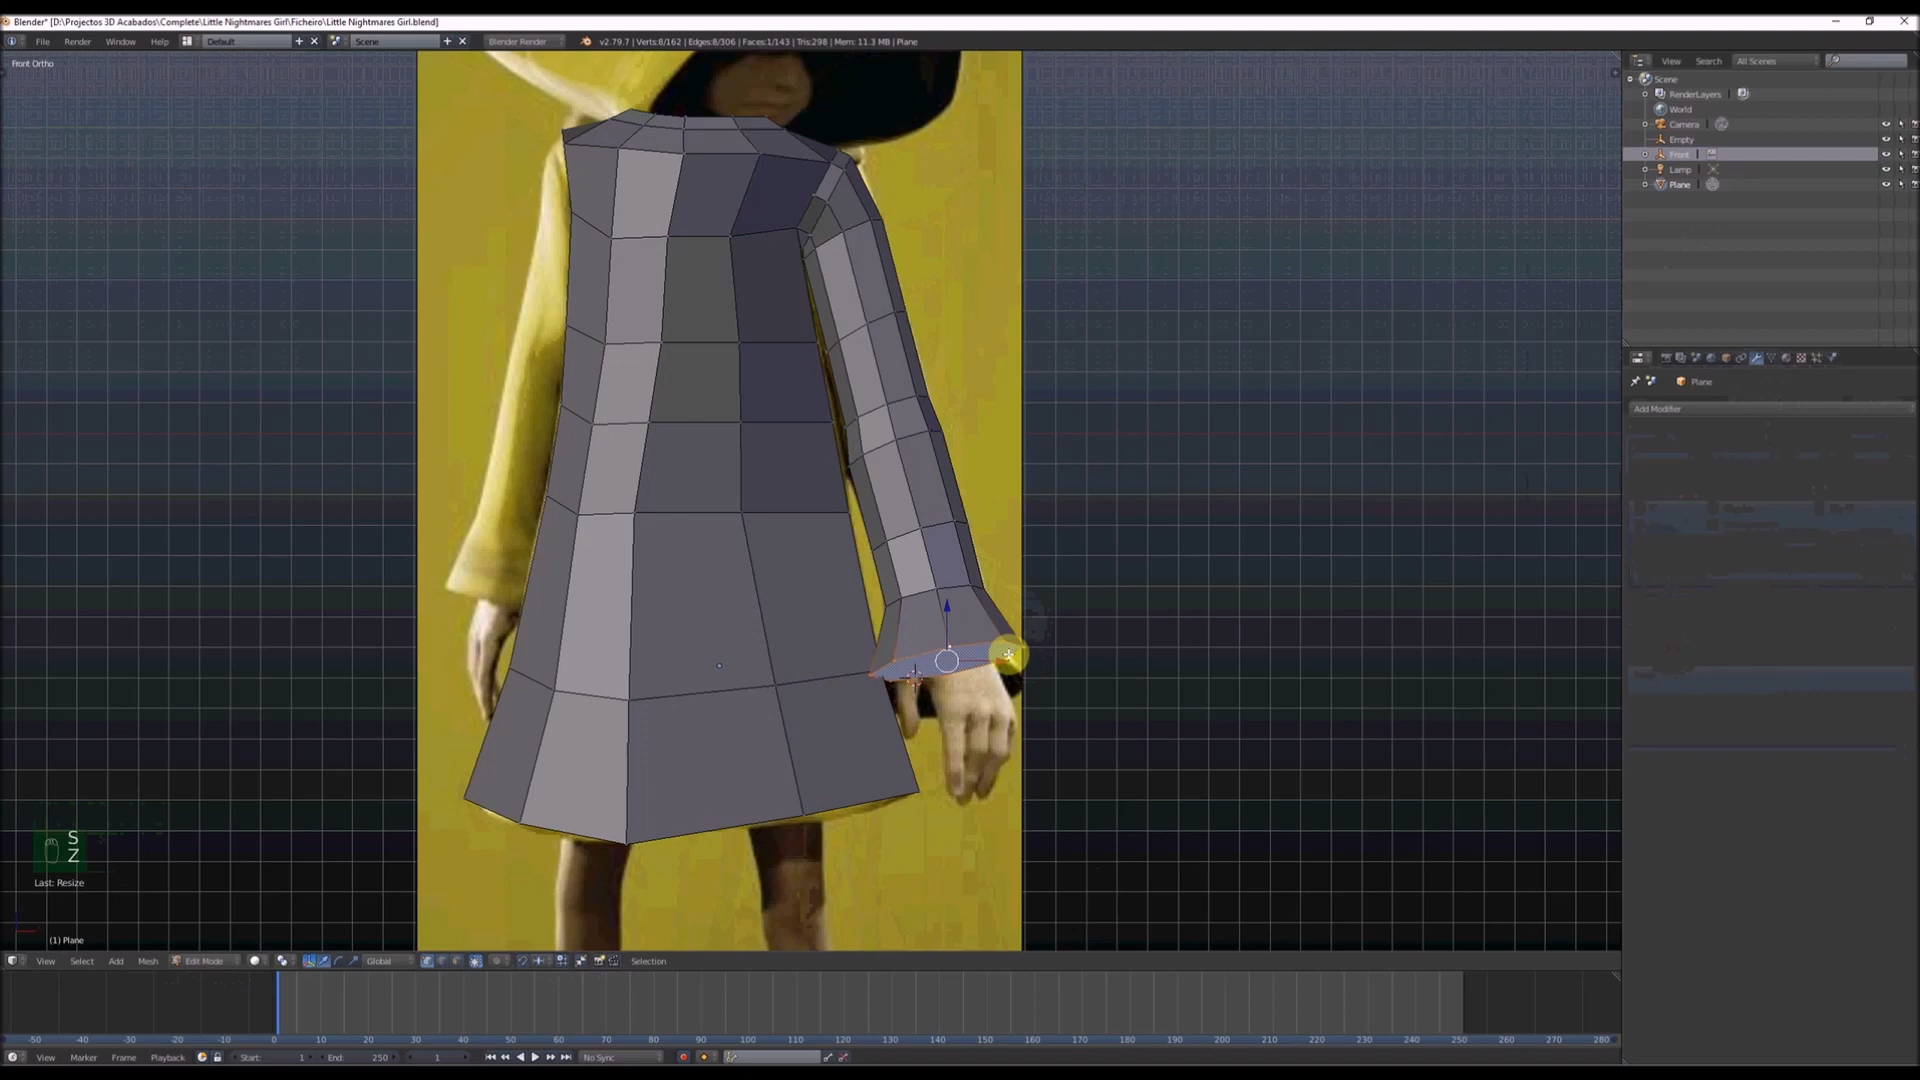 Blender* [D:\Projectos 3D Acabados\Complete\Little Nightmares Girl\Ficheiro\Little Nightmares Girl.blend]
File Render Window Help Default Scene Blender Render v2.79.7 | Verts:8/162 | Edges:8/306 | Faces:1/143 | Tris:298 | Mem: 11.3 MB | Plane
Front Ortho
View Search All Scenes
Scene
RenderLayers
World
Camera
Empty
Front
Lamp
Plane
Plane
Add Modifier
S
Z
Last: Resize
(1) Plane
View Select Add Mesh Edit Mode Global Selection
-50 -40 -30 -20 -10 0 10 20 30 40 50 60 70 80 90 100 110 120 130 140 150 160 170 180 190 200 210 220 230 240 250 260 270 280
View Marker Frame Playback Start: 1 End: 250 1 No Sync